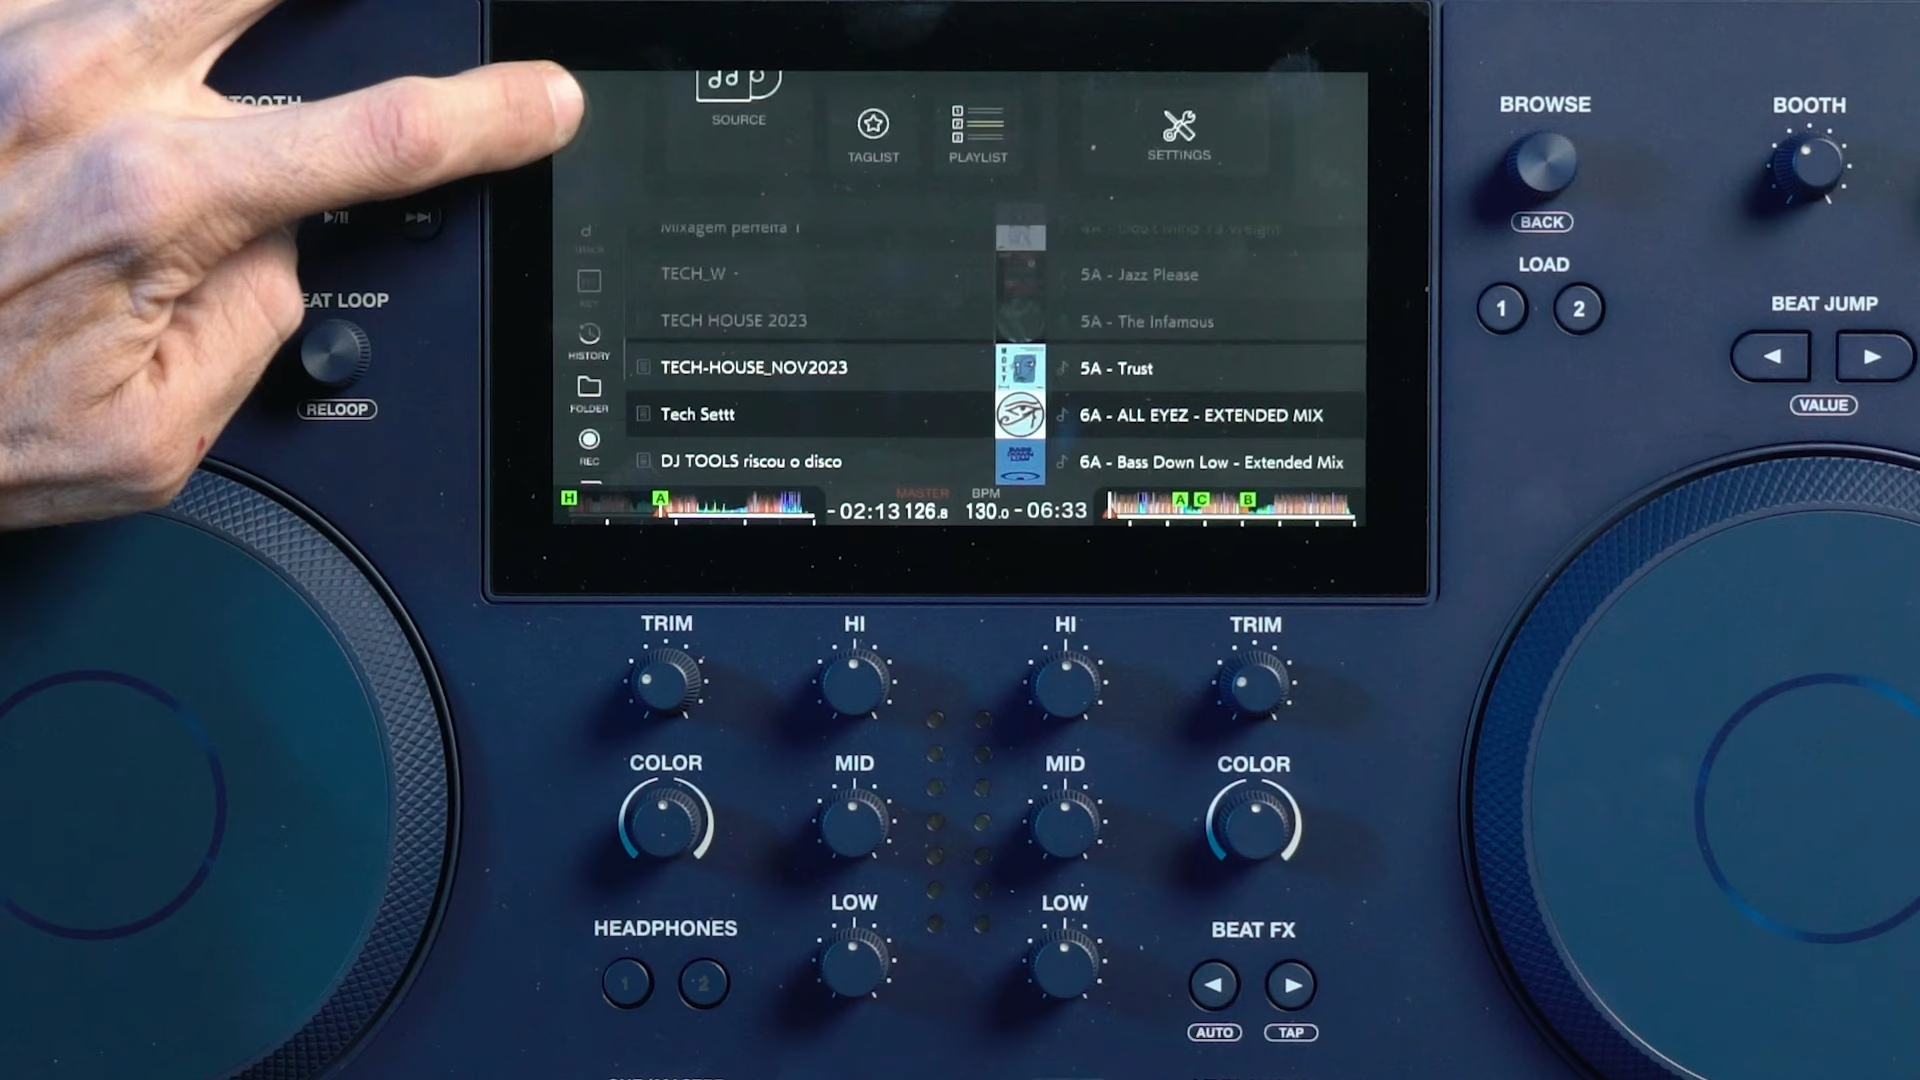 SOURCE
TAGLIST
PLAYLIST
SETTINGS
BROWSE
BACK
LOAD
1 2
BOOTH
BEAT JUMP
VALUE
EAT LOOP
RELOOP
Mixagem perfeita 1
TECH_W -
TECH HOUSE 2023
TECH-HOUSE_NOV2023
Tech Settt
DJ TOOLS riscou o disco
KEY
HISTORY
FOLDER
REC
5A - Jazz Please
5A - The Infamous
5A - Trust
6A - ALL EYEZ - EXTENDED MIX
6A - Bass Down Low - Extended Mix
H A
-02:13
MASTER
126.8
BPM
130.0
-06:33
A C B
TRIM HI HI TRIM
COLOR MID MID COLOR
LOW LOW
HEADPHONES
1 2
BEAT FX
AUTO TAP